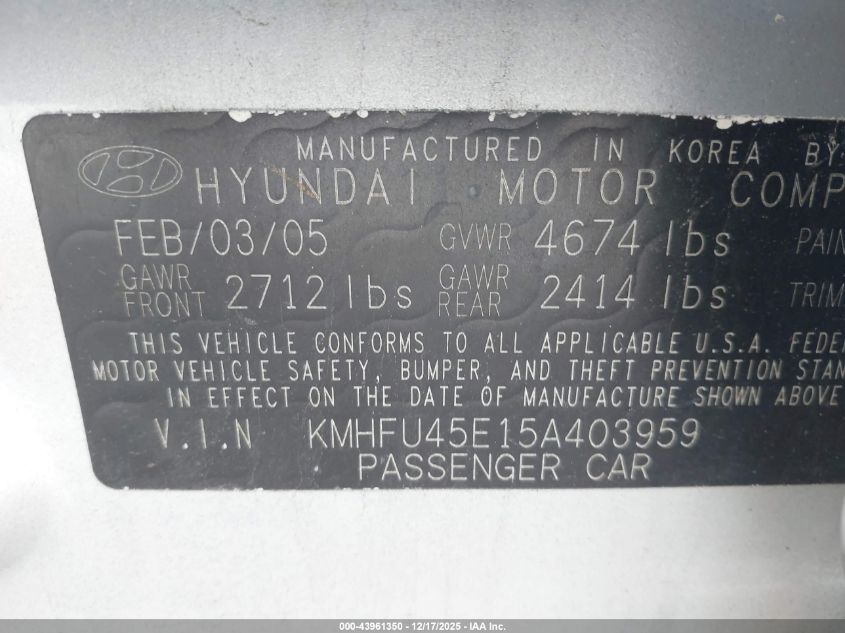 MANUFACTURED IN KOREA BY
HYUNDAI MOTOR COMP
FEB/03/05 GVWR 4674 lbs PAIN
GAWR FRONT 2712 lbs GAWR REAR 2414 lbs TRIM
THIS VEHICLE CONFORMS TO ALL APPLICABLE U.S.A. FEDE
MOTOR VEHICLE SAFETY, BUMPER, AND THEFT PREVENTION STAN
IN EFFECT ON THE DATE OF MANUFACTURE SHOWN ABOVE
V.I.N KMHFU45E15A403959
PASSENGER CAR
000-43961350 | 12/17/2025 - IAA Inc.